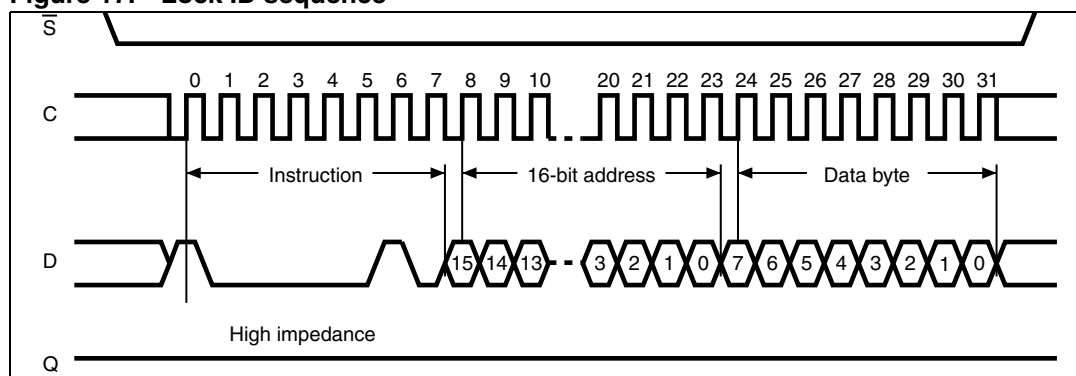 Figure 17. Lock ID sequence
S
0 1 2 3 4 5 6 7 8 9 10 20 21 22 23 24 25 26 27 28 29 30 31
C
Instruction 16-bit address Data byte
D 15 14 13 3 2 1 0 7 6 5 4 3 2 1 0
High impedance
Q